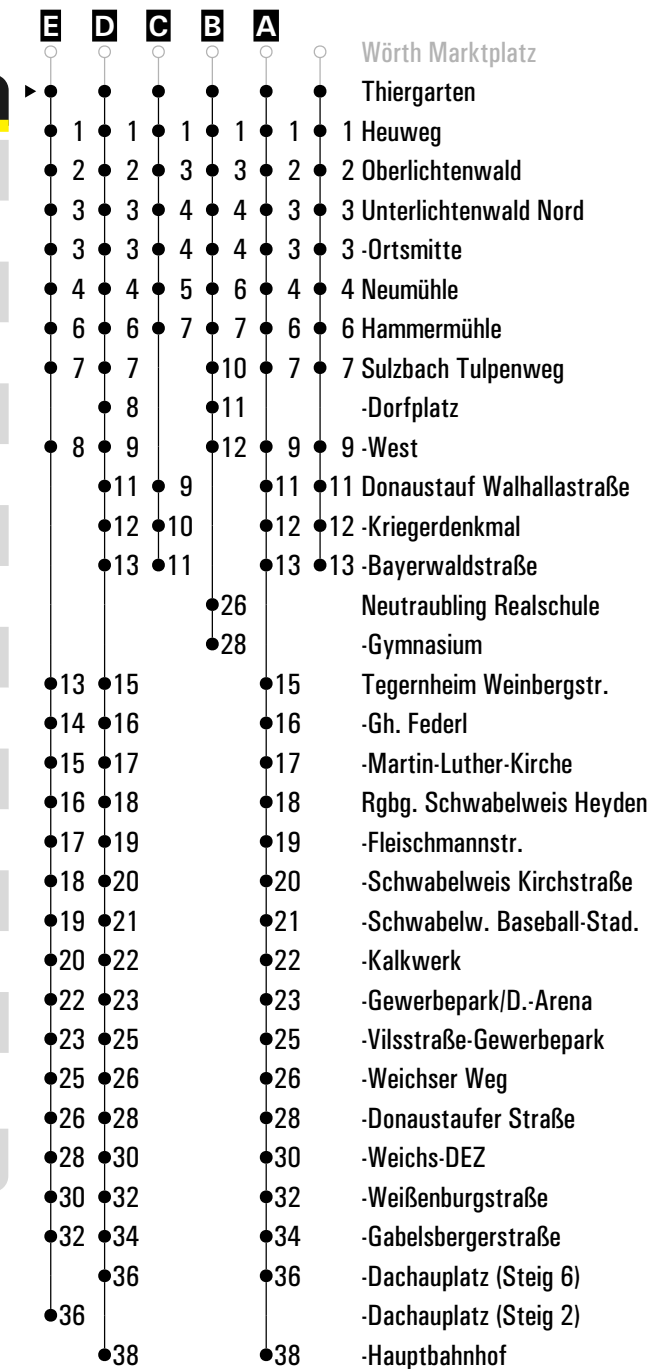 E D C B A
Wörth Marktplatz
Thiergarten
1 1 1 1 1 1 Heuweg
2 2 3 3 2 2 Oberlichtenwald
3 3 4 4 3 3 Unterlichtenwald Nord
3 3 4 4 3 3 -Ortsmitte
4 4 5 6 4 4 Neumühle
6 6 7 7 6 6 Hammermühle
7 7 10 7 7 Sulzbach Tulpenweg
8 11 -Dorfplatz
8 9 12 9 9 -West
11 9 11 11 Donaustauf Walhallastraße
12 10 12 12 -Kriegerdenkmal
13 11 13 13 -Bayerwaldstraße
26 Neutraubling Realschule
28 -Gymnasium
13 15 15 Tegernheim Weinbergstr.
14 16 16 -Gh. Federl
15 17 17 -Martin-Luther-Kirche
16 18 18 Rgbg. Schwabelweis Heyden
17 19 19 -Fleischmannstr.
18 20 20 -Schwabelweis Kirchstraße
19 21 21 -Schwabelw. Baseball-Stad.
20 22 22 -Kalkwerk
22 23 23 -Gewerbepark/D.-Arena
23 25 25 -Vilsstraße-Gewerbepark
25 26 26 -Weichser Weg
26 28 28 -Donaustaufer Straße
28 30 30 -Weichs-DEZ
30 32 32 -Weißenburgstraße
32 34 34 -Gabelsbergerstraße
36 36 -Dachauplatz (Steig 6)
36 -Dachauplatz (Steig 2)
38 38 -Hauptbahnhof